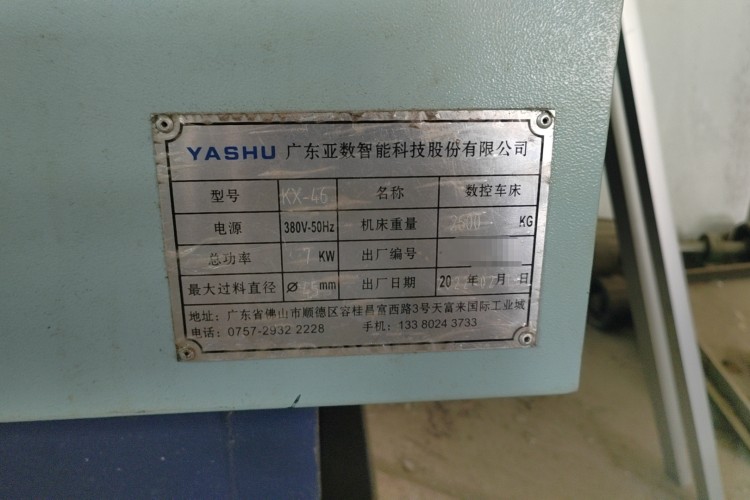 YASHU 广东亚数智能科技股份有限公司
型号 KX-46 名称 数控车床
电源 380V-50Hz 机床重量 KG
总功率 7 KW 出厂编号
最大过料直径 Ø mm 出厂日期 20 年 07 月 日
地址: 广东省佛山市顺德区容桂昌富西路3号天富来国际工业城
电话: 0757-2932 2228 手机: 133 8024 3733